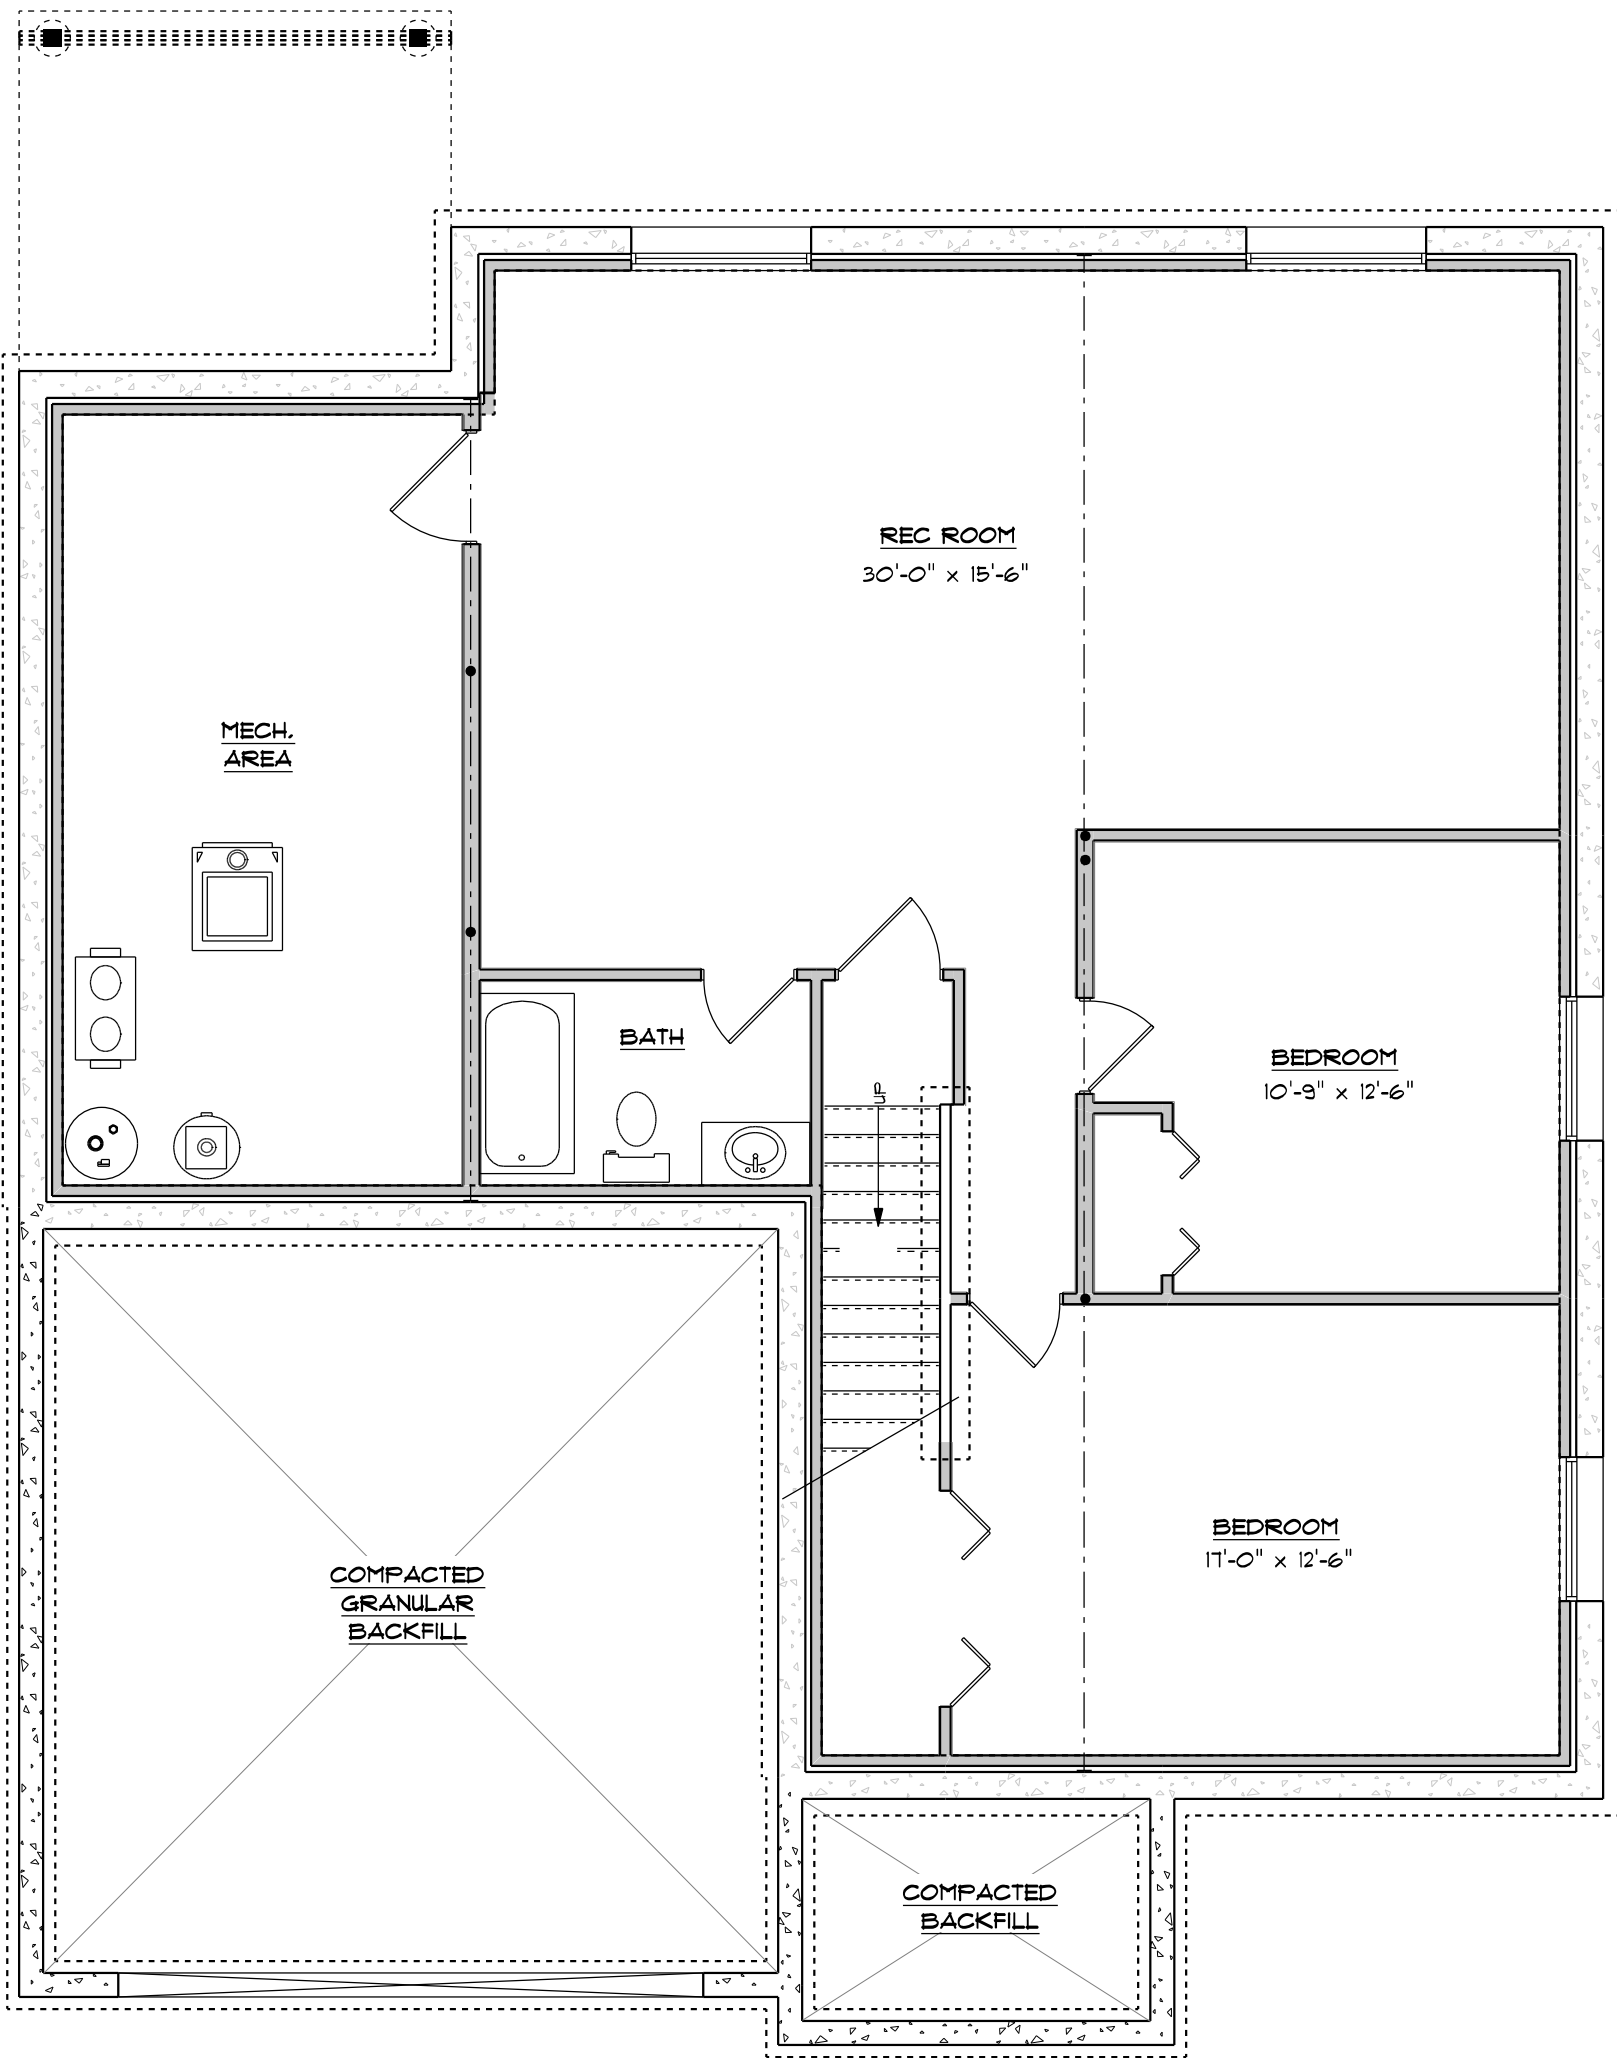 REC ROOM
30'-0" x 15'-6"
MECH.
AREA
BATH
UP
BEDROOM
10'-9" x 12'-6"
BEDROOM
17'-0" x 12'-6"
COMPACTED
GRANULAR
BACKFILL
COMPACTED
BACKFILL